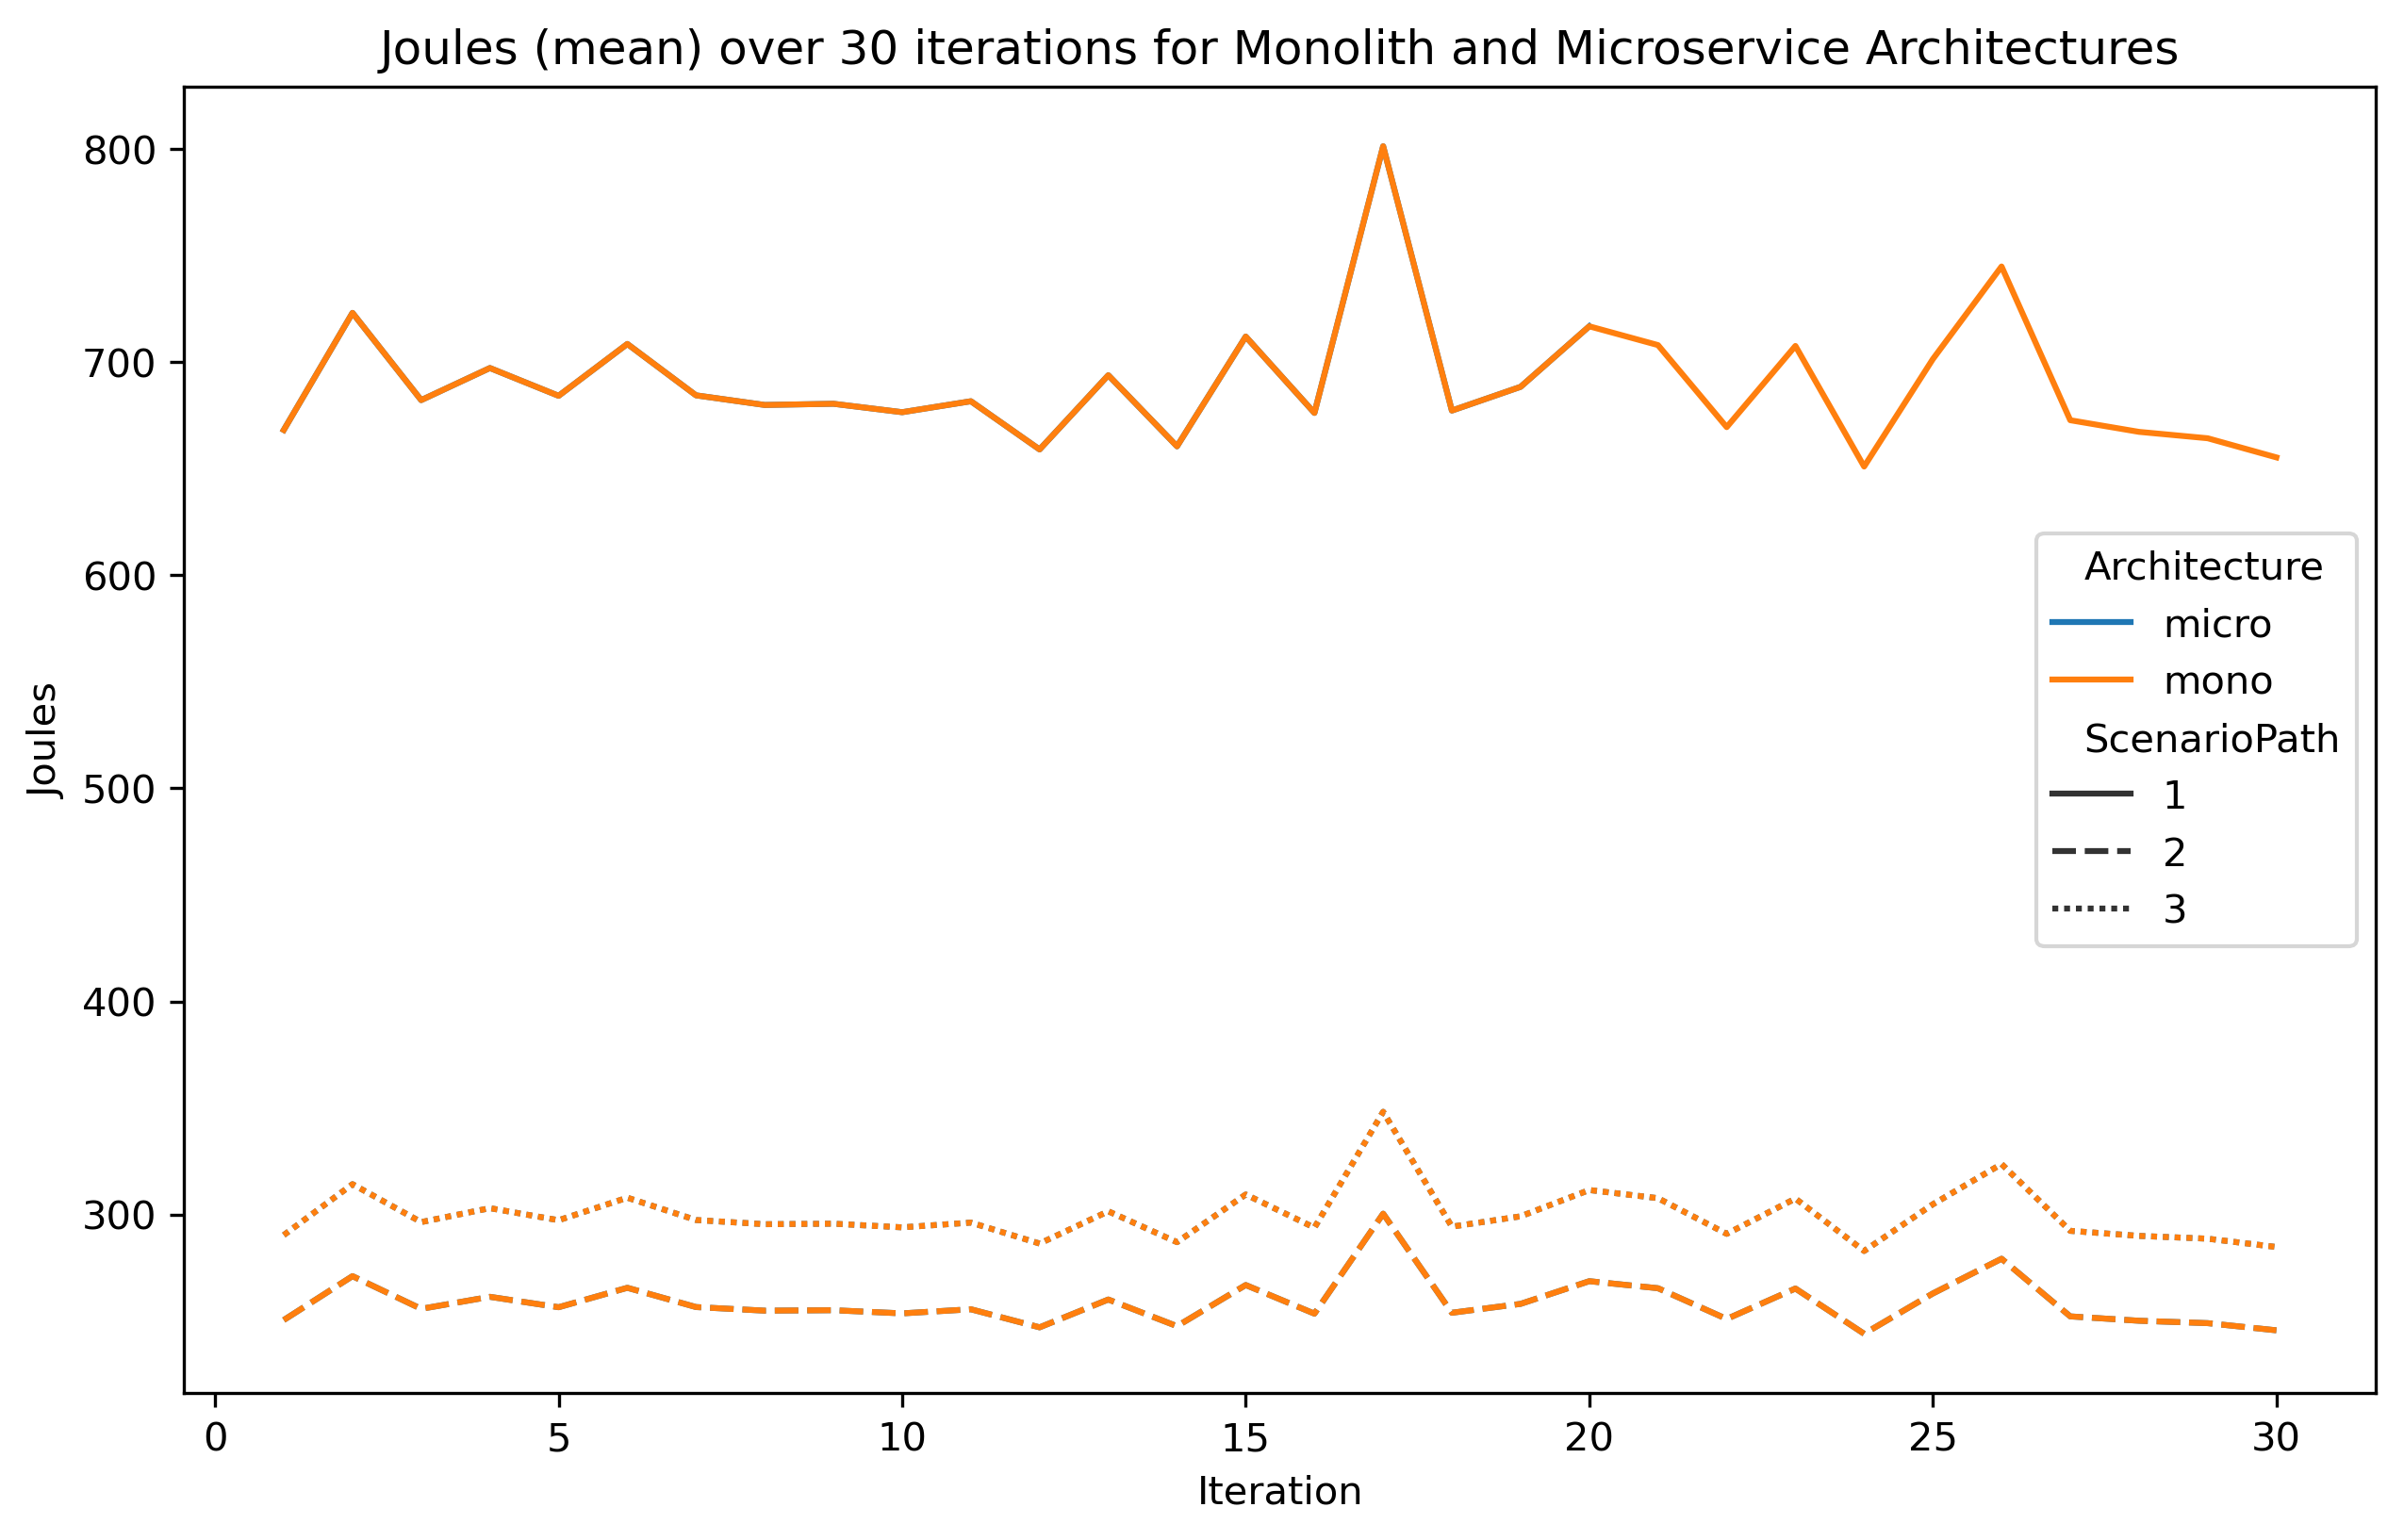 Joules (mean) over 30 iterations for Monolith and Microservice Architectures
800
700
600
500
400
300
Joules
Architecture
micro
mono
ScenarioPath
1
2
3
0 5 10 15 20 25 30
Iteration